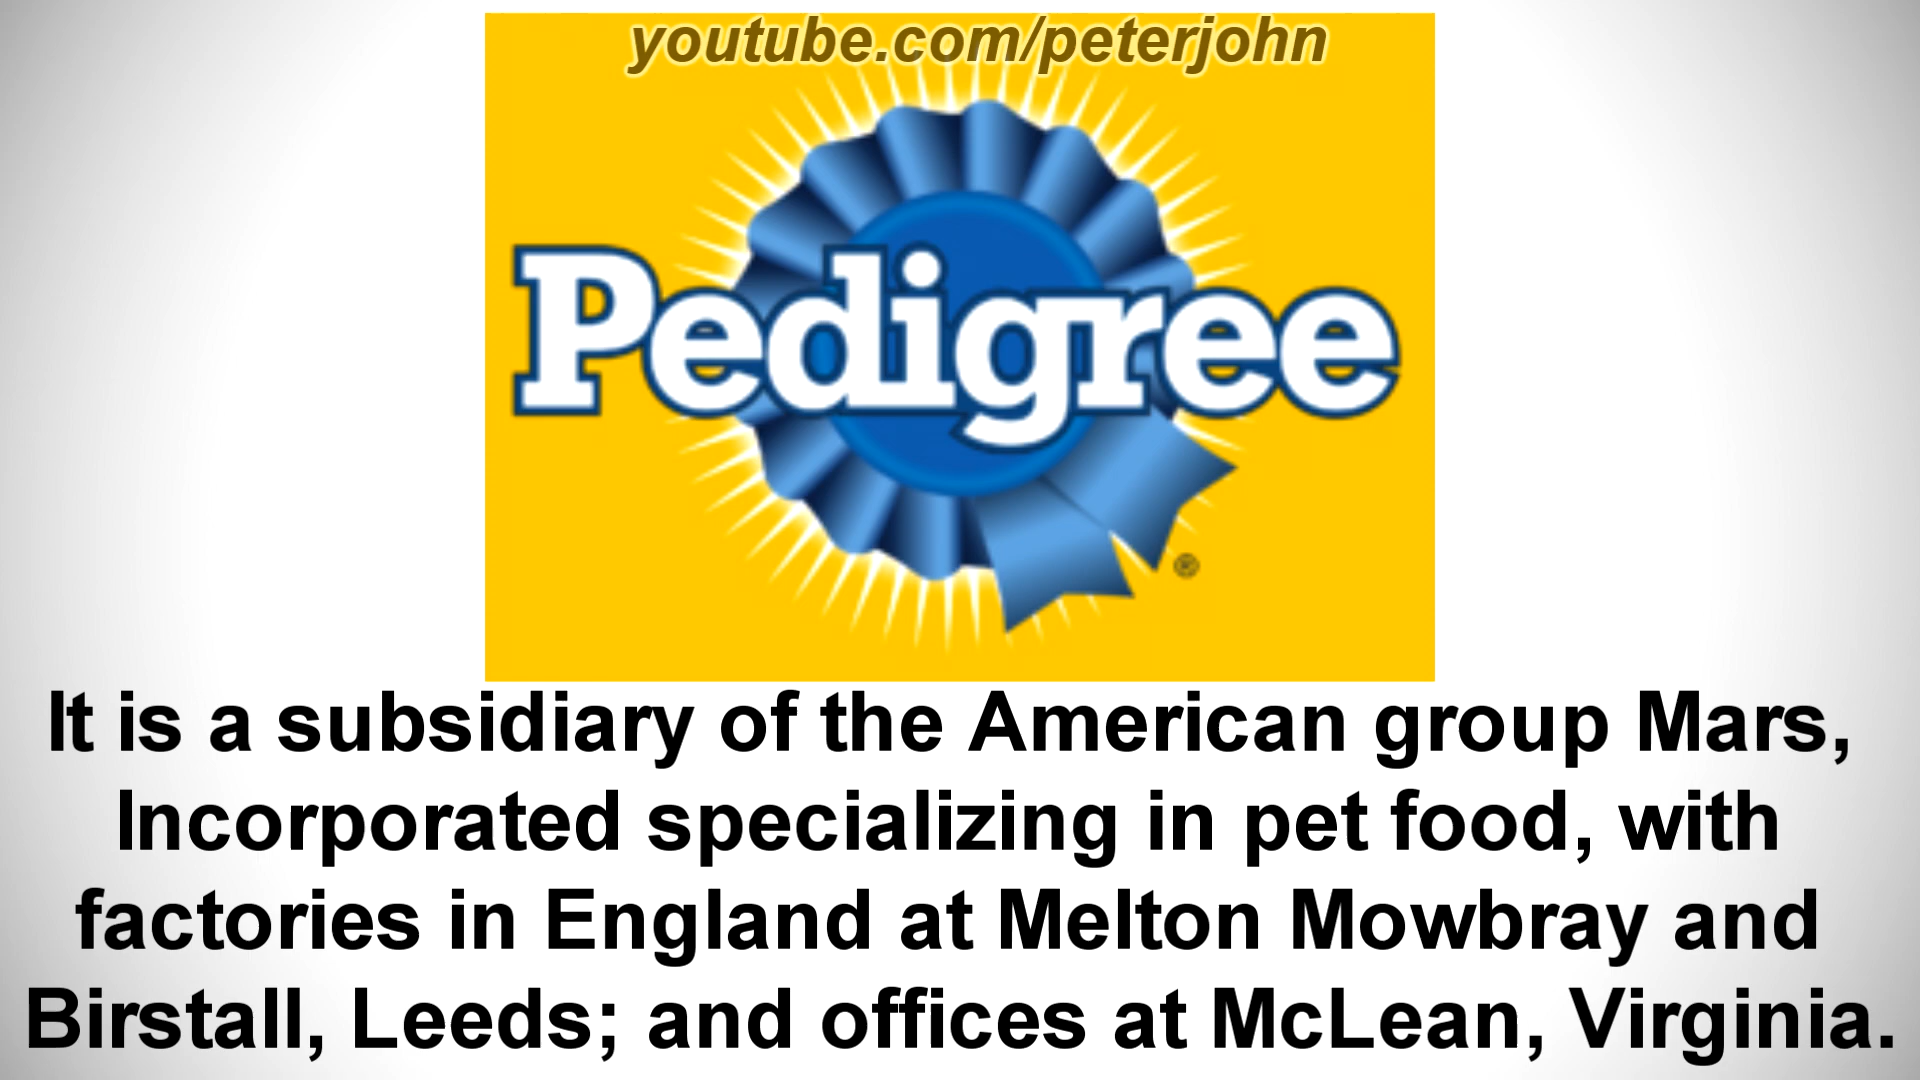 youtube.com/peterjohn
Pedigree
®
It is a subsidiary of the American group Mars,
Incorporated specializing in pet food, with
factories in England at Melton Mowbray and
Birstall, Leeds; and offices at McLean, Virginia.